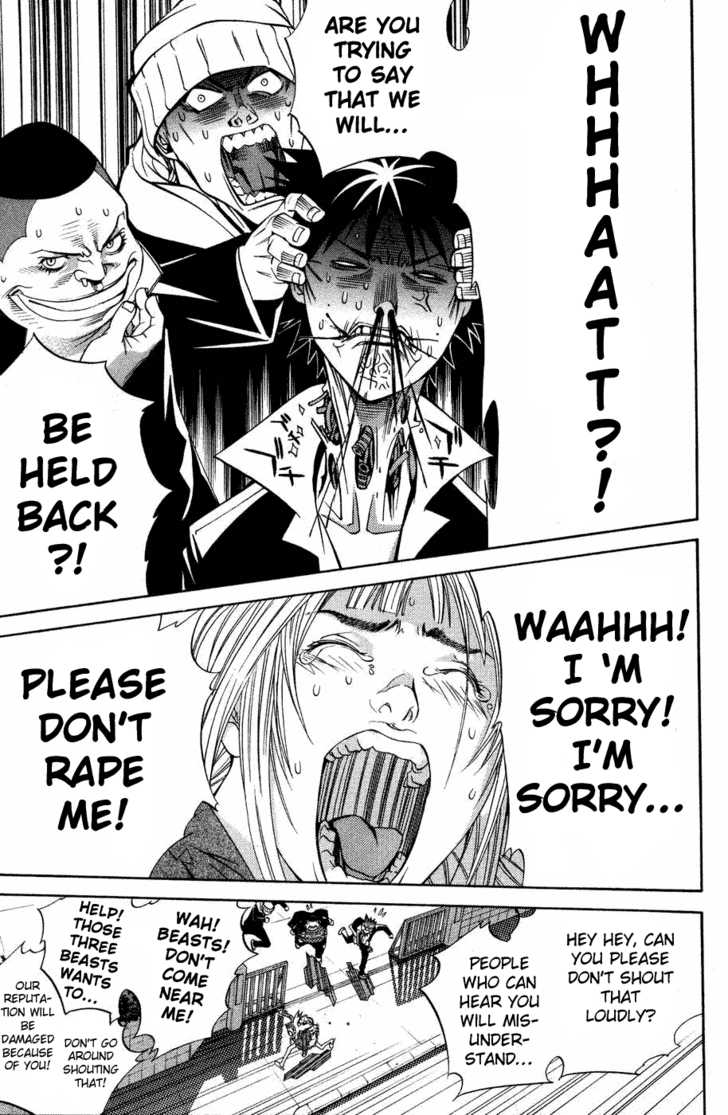 W
H
H
H
A
A
T
T
?!
ARE YOU
TRYING
TO SAY
THAT WE
WILL...
BE
HELD
BACK
?!
WAAHHH!
I 'M
SORRY!
I'M
SORRY...
PLEASE
DON'T
RAPE
ME!
HEY HEY, CAN
YOU PLEASE
DON'T SHOUT
THAT
LOUDLY?
PEOPLE
WHO CAN
HEAR YOU
WILL MIS-
UNDER-
STAND...
WAH!
BEASTS!
DON'T
COME
NEAR
ME!
HELP!
THOSE
THREE
BEASTS
WANTS
TO...
DON'T GO
AROUND
SHOUTING
THAT!
OUR
REPUTA-
TION WILL
BE
DAMAGED
BECAUSE
OF YOU!